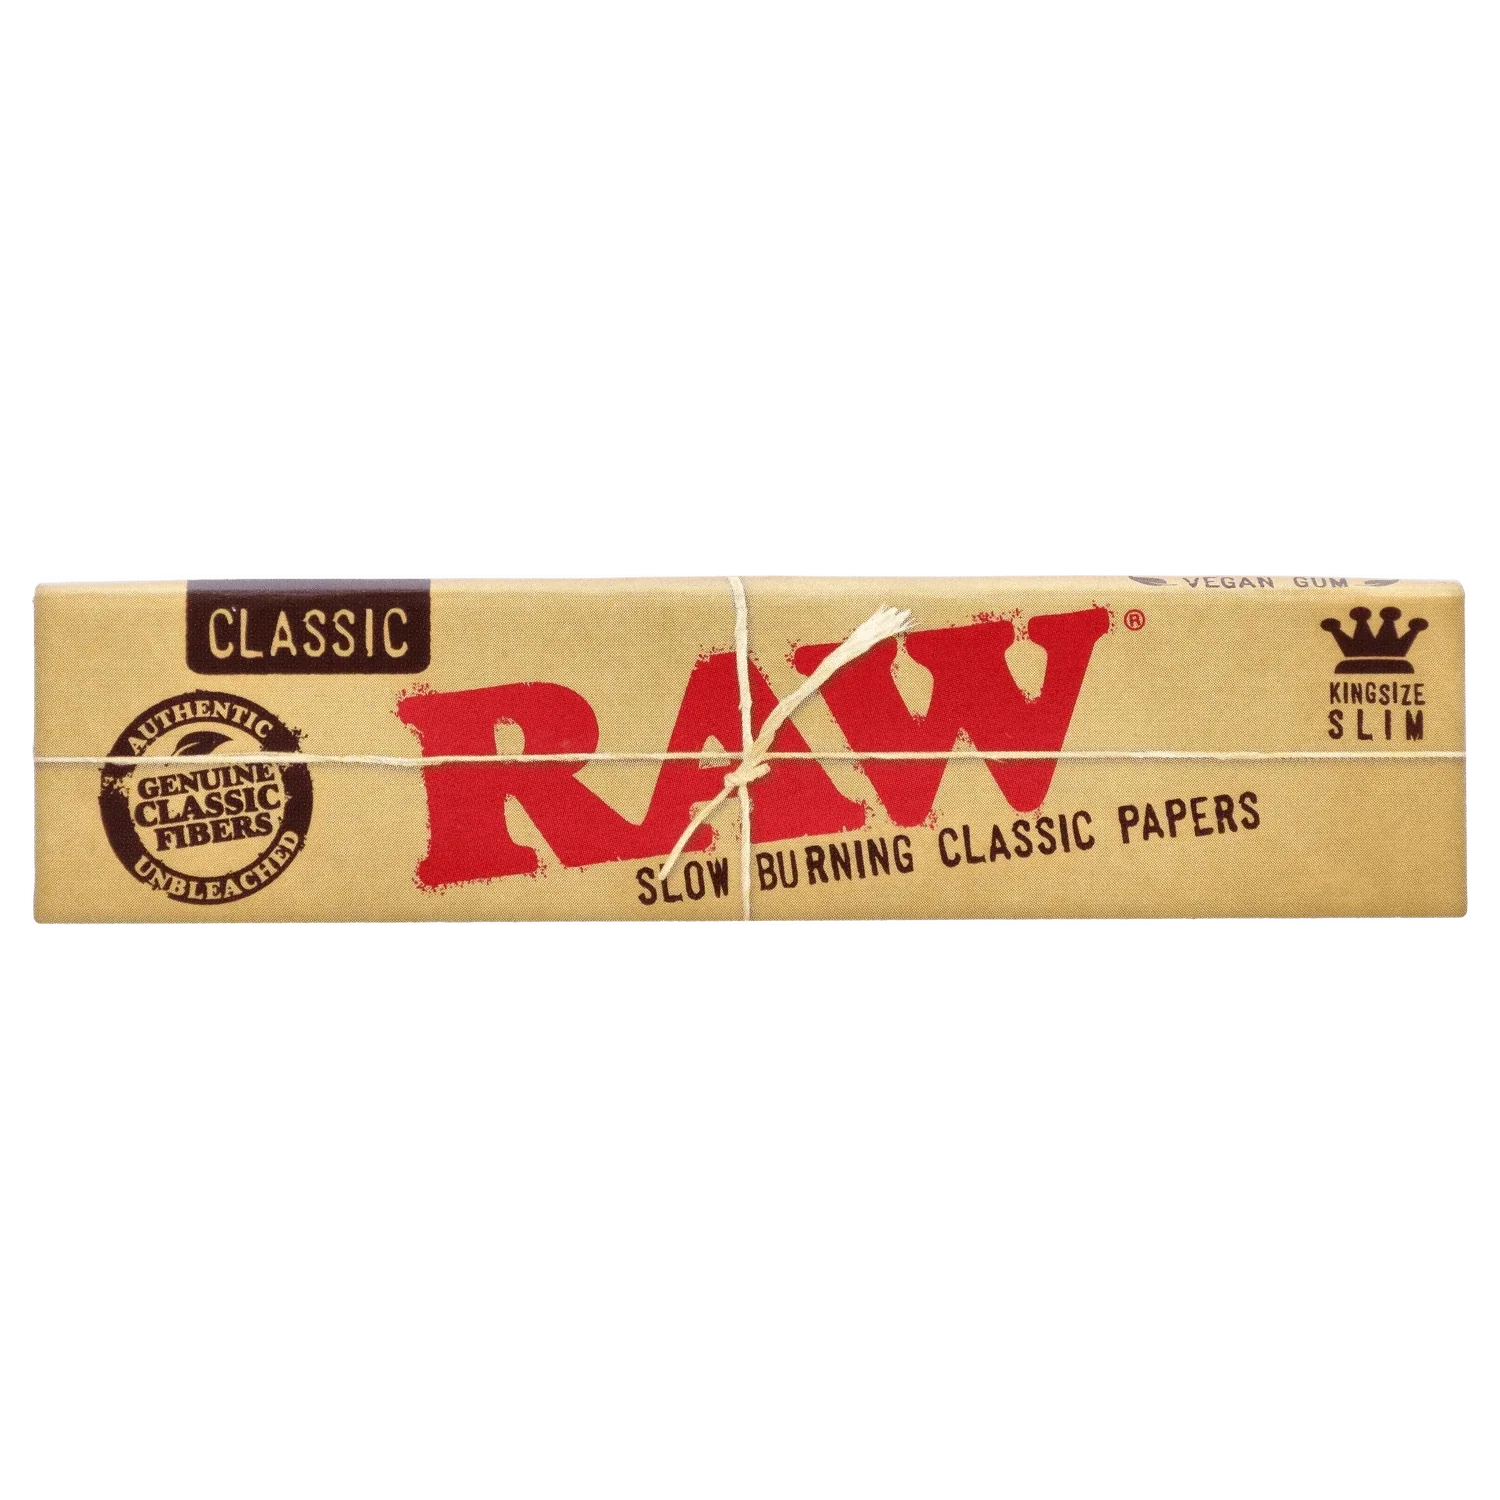 VEGAN GUM
CLASSIC
RAW®
KINGSIZE
SLIM
AUTHENTIC
GENUINE
CLASSIC
FIBERS
UNBLEACHED
SLOW BURNING CLASSIC PAPERS